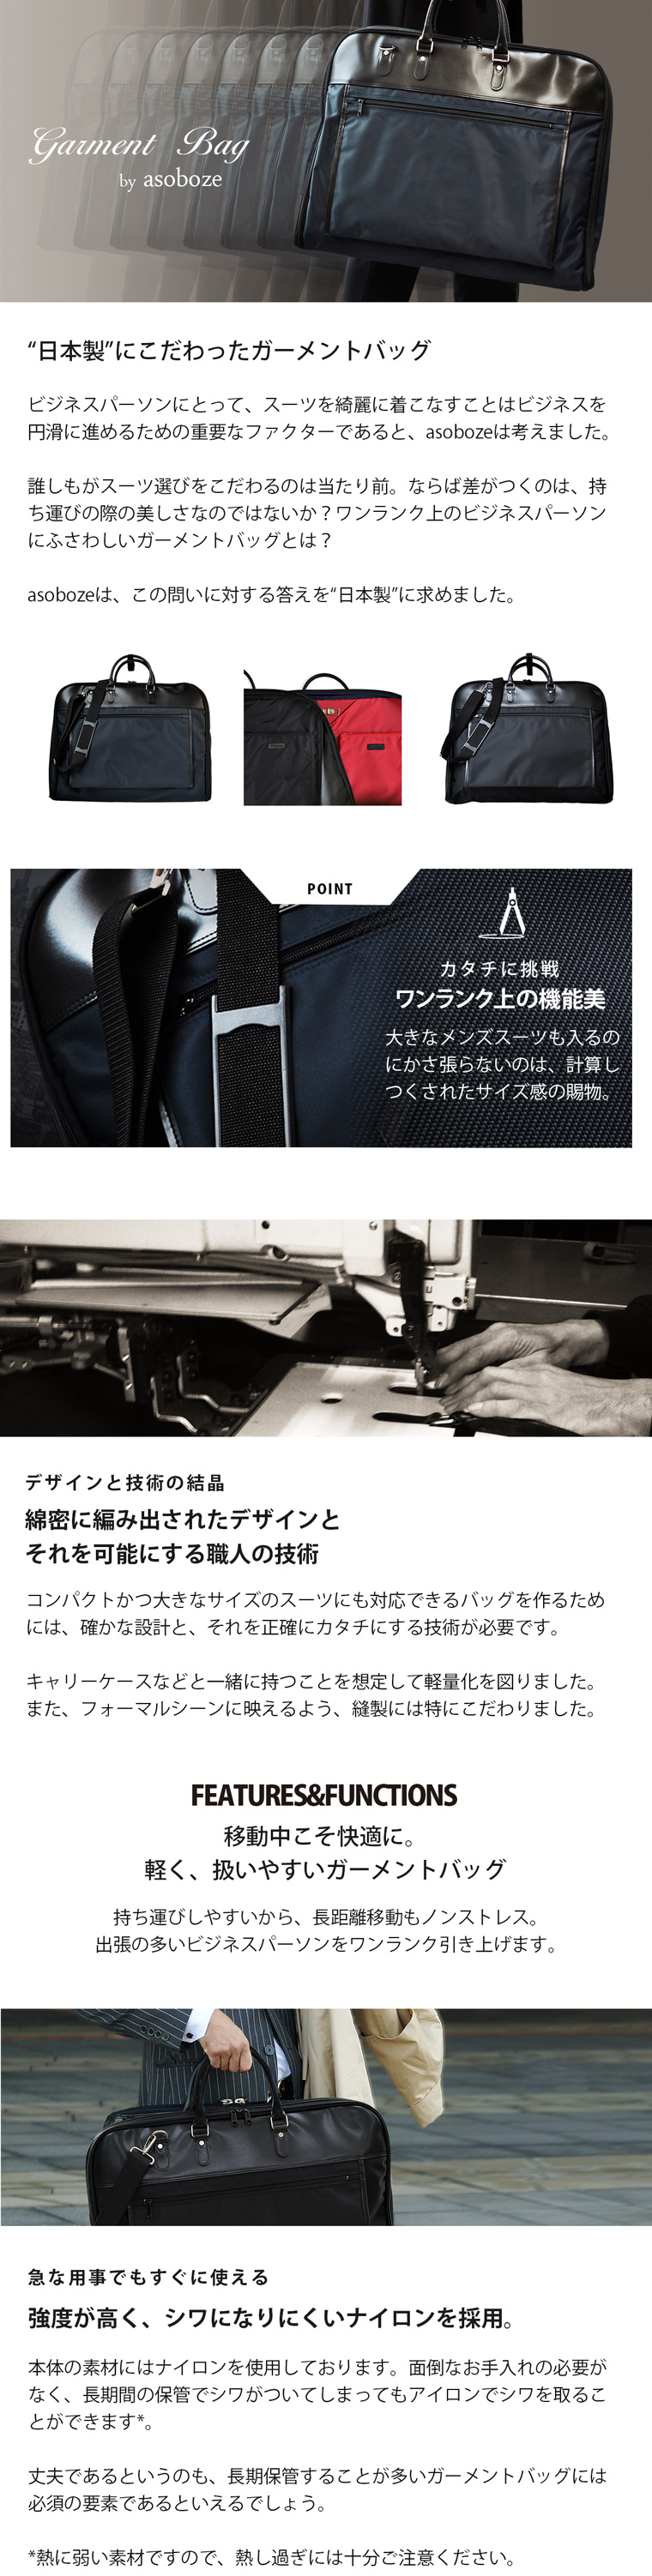 Garment Bag
by asoboze
“日本製”にこだわったガーメントバッグ
ビジネスパーソンにとって、スーツを綺麗に着こなすことはビジネスを
円滑に進めるための重要なファクターであると、asobozeは考えました。
誰しもがスーツ選びをこだわるのは当たり前。ならば差がつくのは、持
ち運びの際の美しさなのではないか？ワンランク上のビジネスパーソン
にふさわしいガーメントバッグとは？
asobozeは、この問いに対する答えを“日本製”に求めました。
POINT
カタチに挑戦
ワンランク上の機能美
大きなメンズスーツも入るの
にかさ張らないのは、計算し
つくされたサイズ感の賜物。
デザインと技術の結晶
綿密に編み出されたデザインと
それを可能にする職人の技術
コンパクトかつ大きなサイズのスーツにも対応できるバッグを作るため
には、確かな設計と、それを正確にカタチにする技術が必要です。
キャリーケースなどと一緒に持つことを想定して軽量化を図りました。
また、フォーマルシーンに映えるよう、縫製には特にこだわりました。
FEATURES&FUNCTIONS
移動中こそ快適に。
軽く、扱いやすいガーメントバッグ
持ち運びしやすいから、長距離移動もノンストレス。
出張の多いビジネスパーソンをワンランク引き上げます。
急な用事でもすぐに使える
強度が高く、シワになりにくいナイロンを採用。
本体の素材にはナイロンを使用しております。面倒なお手入れの必要が
なく、長期間の保管でシワがついてしまってもアイロンでシワを取るこ
とができます*。
丈夫であるというのも、長期保管することが多いガーメントバッグには
必須の要素であるといえるでしょう。
*熱に弱い素材ですので、熱し過ぎには十分ご注意ください。